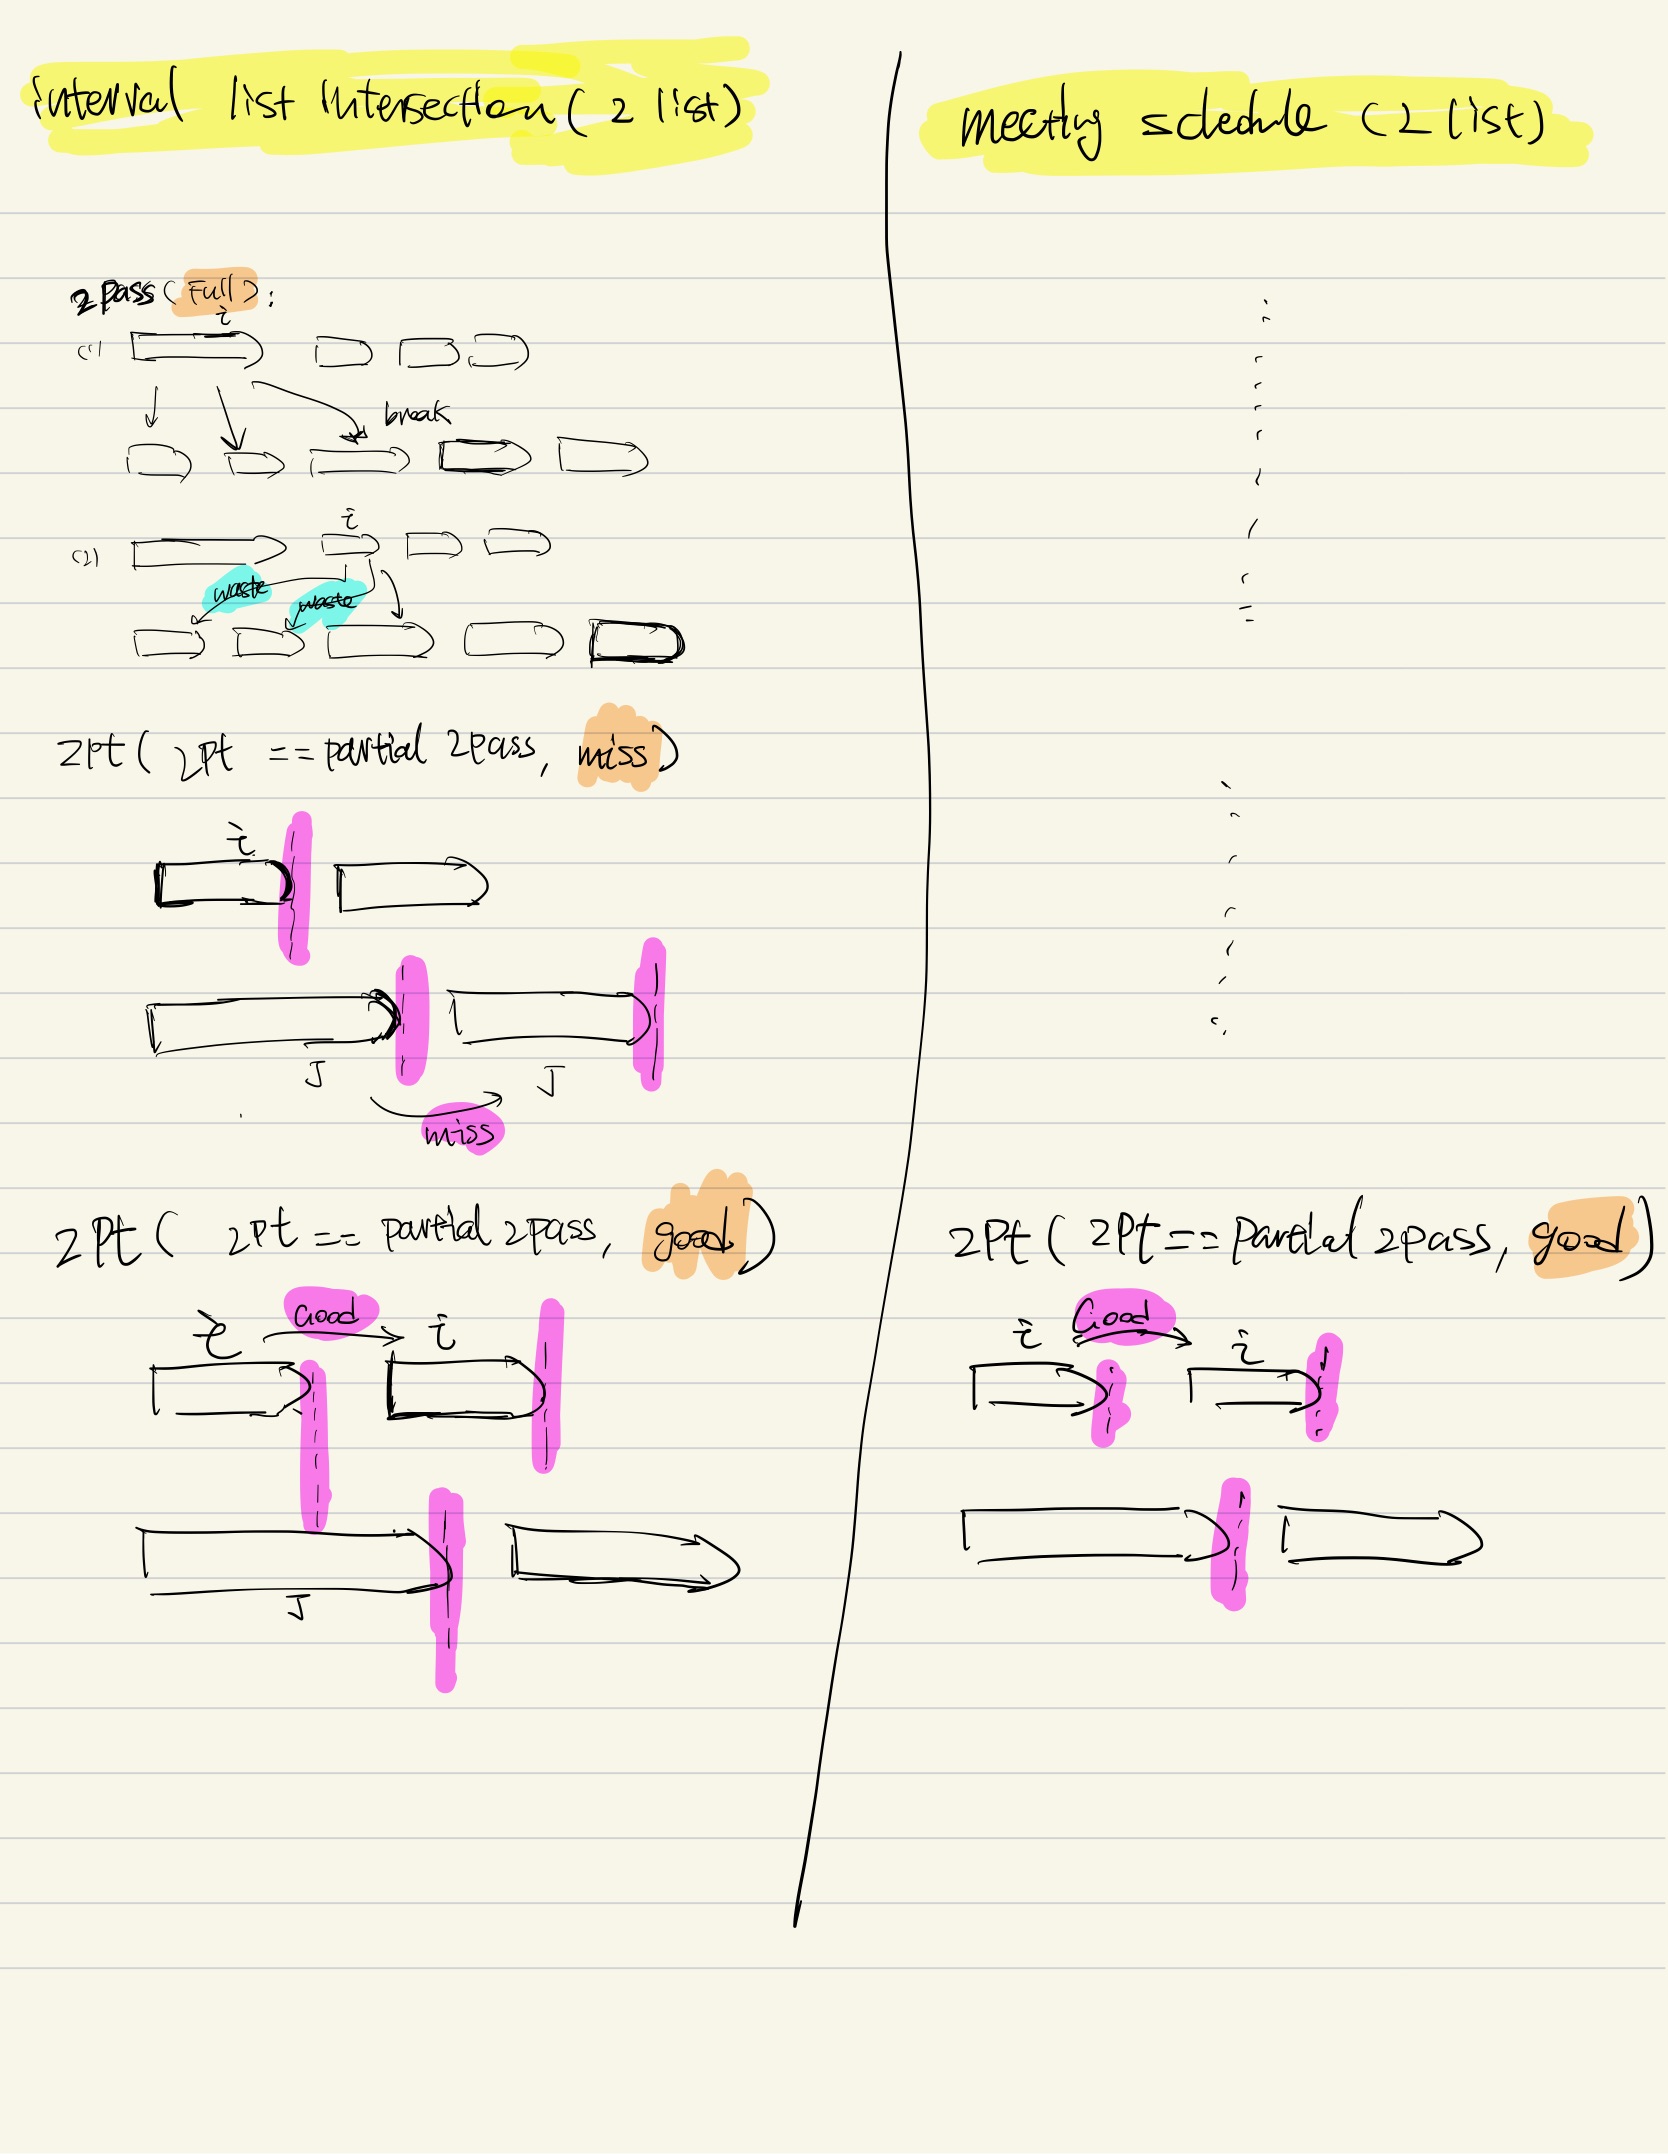 interval list intersection (2 list)
2 pass (Full):
i
(1)
break
i
(2)
waste
waste
2pt ( 2pt == partial 2pass, miss)
i
J
J
miss
2Pt ( 2pt == partial 2pass, good)
Good
i
i
J
meeting schedule (2 list)
2Pt ( 2Pt == Partial 2pass, good)
Good
i
i